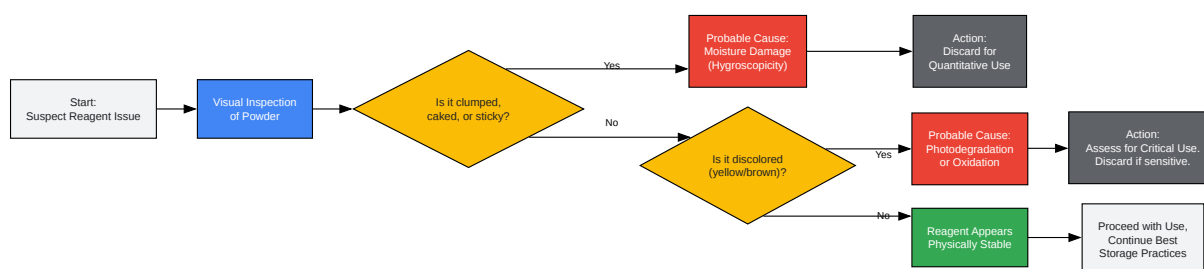 Start:
Suspect Reagent Issue
Visual Inspection
of Powder
Is it clumped,
caked, or sticky?
Yes
Probable Cause:
Moisture Damage
(Hygroscopicity)
Action:
Discard for
Quantitative Use
No
Is it discolored
(yellow/brown)?
Yes
Probable Cause:
Photodegradation
or Oxidation
Action:
Assess for Critical Use.
Discard if sensitive.
No
Reagent Appears
Physically Stable
Proceed with Use,
Continue Best
Storage Practices